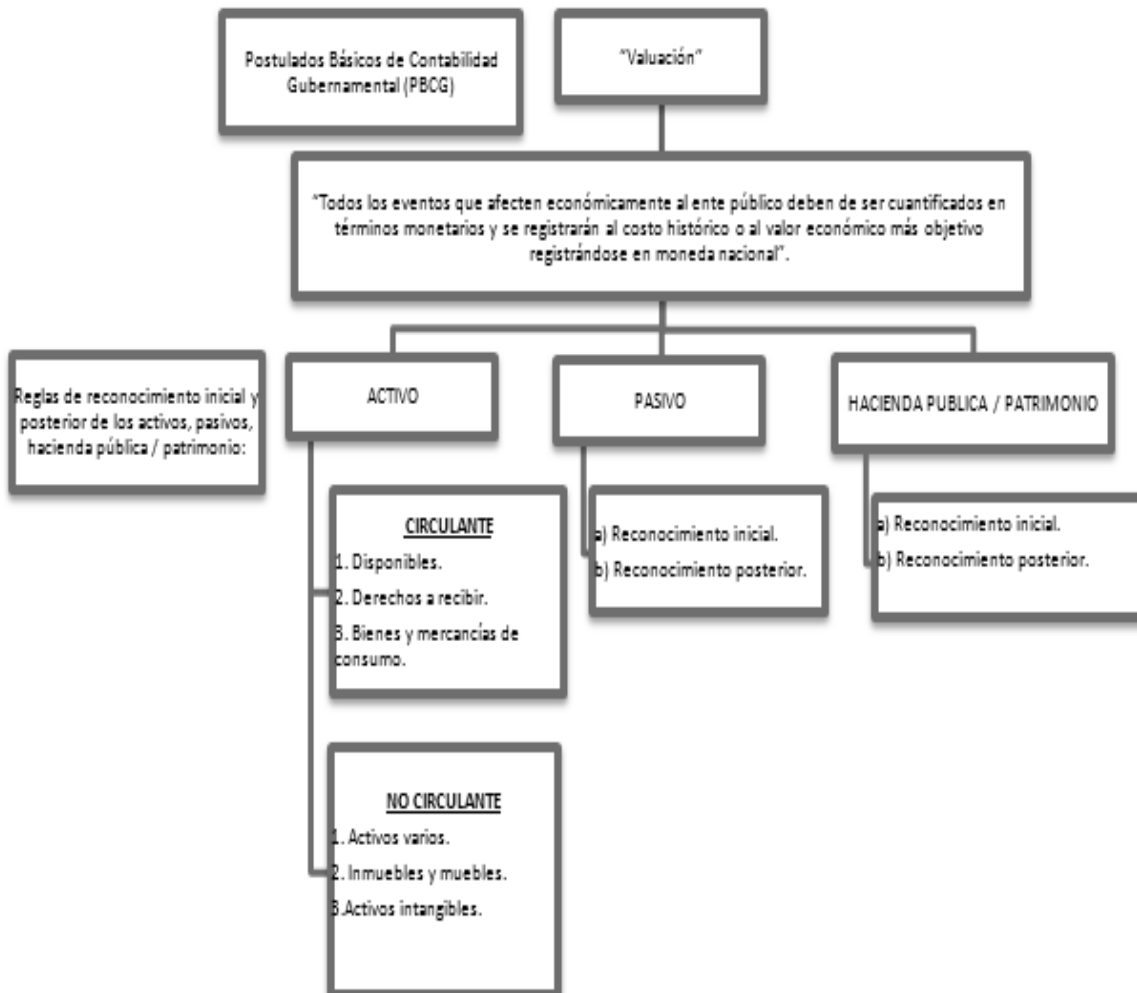 Postulados Básicos de Contabilidad
Gubernamental (PBCG)
"Valuación"
"Todos los eventos que afecten económicamente al ente público deben de ser cuantificados en
términos monetarios y se registrarán al costo histórico o al valor económico más objetivo
registrándose en moneda nacional".
Reglas de reconocimiento inicial y
posterior de los activos, pasivos,
hacienda pública / patrimonio:
ACTIVO
PASIVO
HACIENDA PUBLICA / PATRIMONIO
CIRCULANTE
1. Disponibles.
2. Derechos a recibir.
3. Bienes y mercancías de
consumo.
a) Reconocimiento inicial.
b) Reconocimiento posterior.
a) Reconocimiento inicial.
b) Reconocimiento posterior.
NO CIRCULANTE
1. Activos varios.
2. Inmuebles y muebles.
3.Activos intangibles.